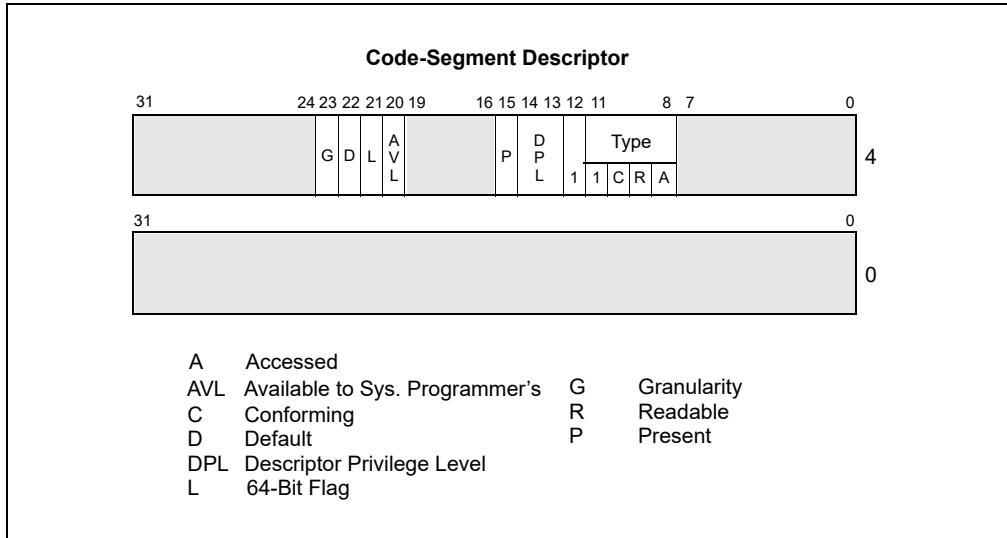 Code-Segment Descriptor
31 24 23 22 21 20 19 16 15 14 13 12 11 8 7 0
G D L AVL P DPL 1 Type 4
1 C R A
31 0
0
A Accessed
AVL Available to Sys. Programmer’s G Granularity
C Conforming R Readable
D Default P Present
DPL Descriptor Privilege Level
L 64-Bit Flag